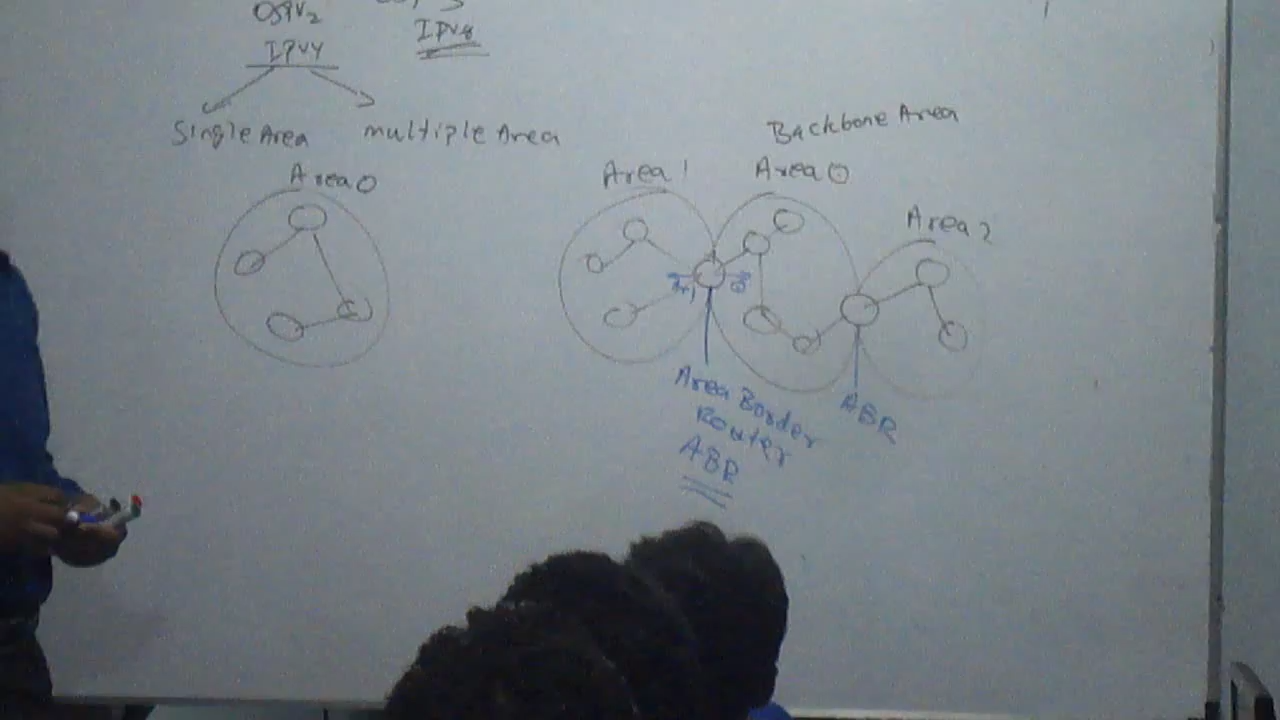 OSPV2
IPV4
IPV6
Single Area
multiple Area
Area 0
Backbone Area
Area 1
Area 0
Area 2
Area Border
Router
ABR
ABR